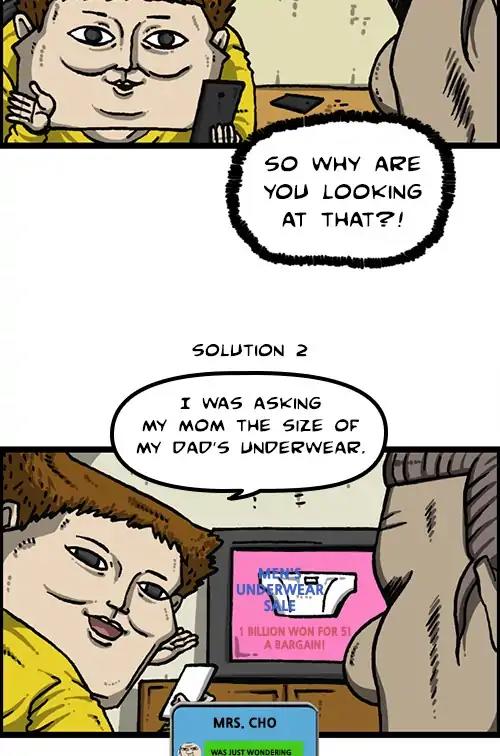 SO WHY ARE
YOU LOOKING
AT THAT?!
SOLUTION 2
I WAS ASKING
MY MOM THE SIZE OF
MY DAD'S UNDERWEAR.
MEN'S
UNDERWEAR
SALE
1 BILLION WON FOR 5!
A BARGAIN!
MRS. CHO
WAS JUST WONDERING